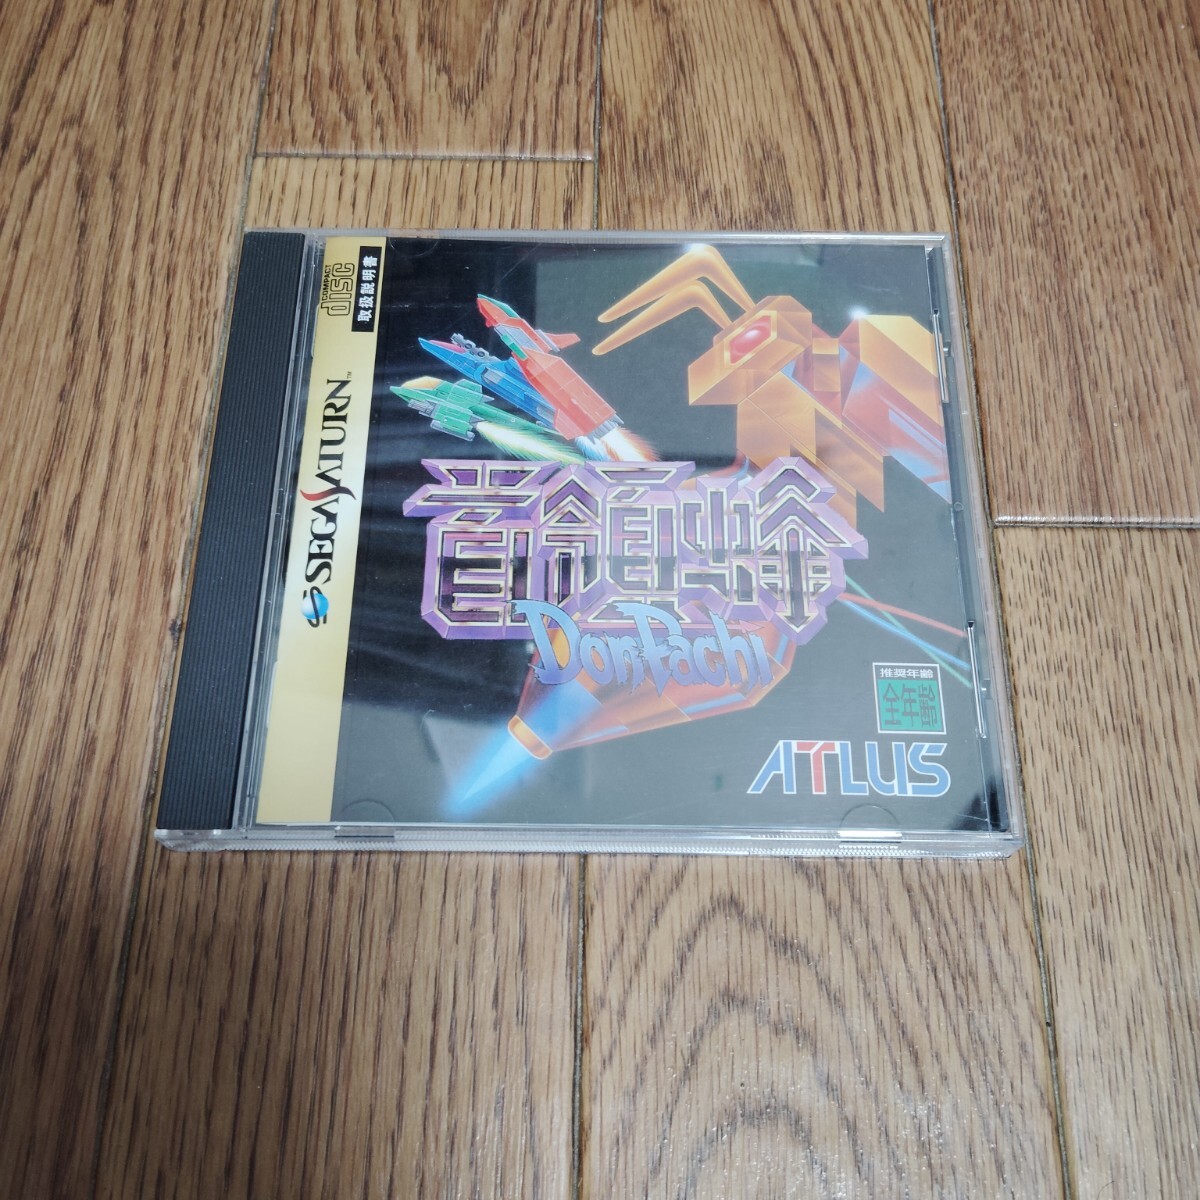 COMPACT
disc
取扱説明書
SEGA SATURN™
首領蜂
DonPachi
推奨年齢
全年齢
ATLUS